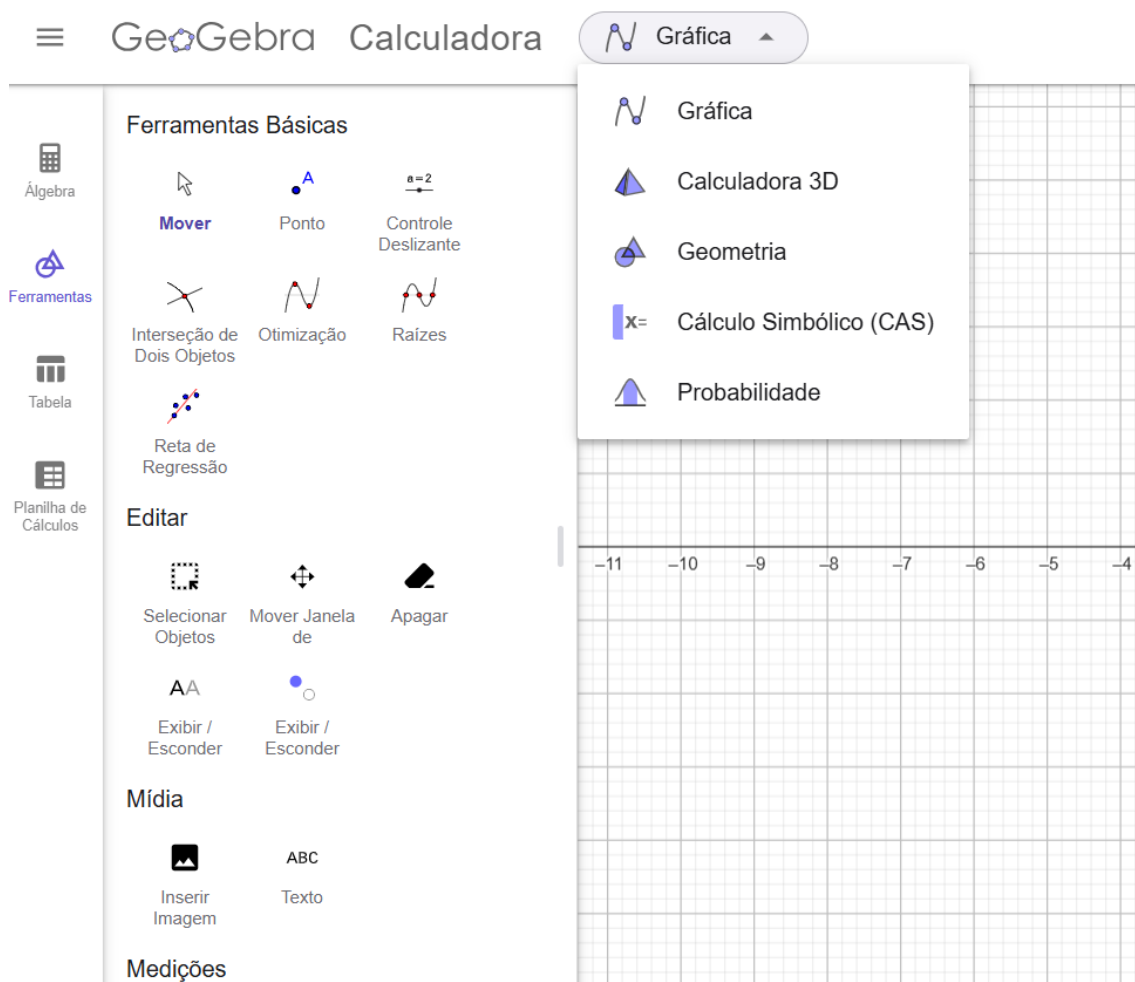 GeoGebra Calculadora
Gráfica
Gráfica
Calculadora 3D
Geometria
Cálculo Simbólico (CAS)
x=
Probabilidade
Álgebra
Ferramentas
Tabela
Planilha de
Cálculos
Ferramentas Básicas
Mover
A
Ponto
a=2
Controle
Deslizante
Interseção de
Dois Objetos
Otimização
Raízes
Reta de
Regressão
Editar
Selecionar
Objetos
Mover Janela
de
Apagar
AA
Exibir /
Esconder
Exibir /
Esconder
Mídia
Inserir
Imagem
ABC
Texto
Medições
–11 –10 –9 –8 –7 –6 –5 –4